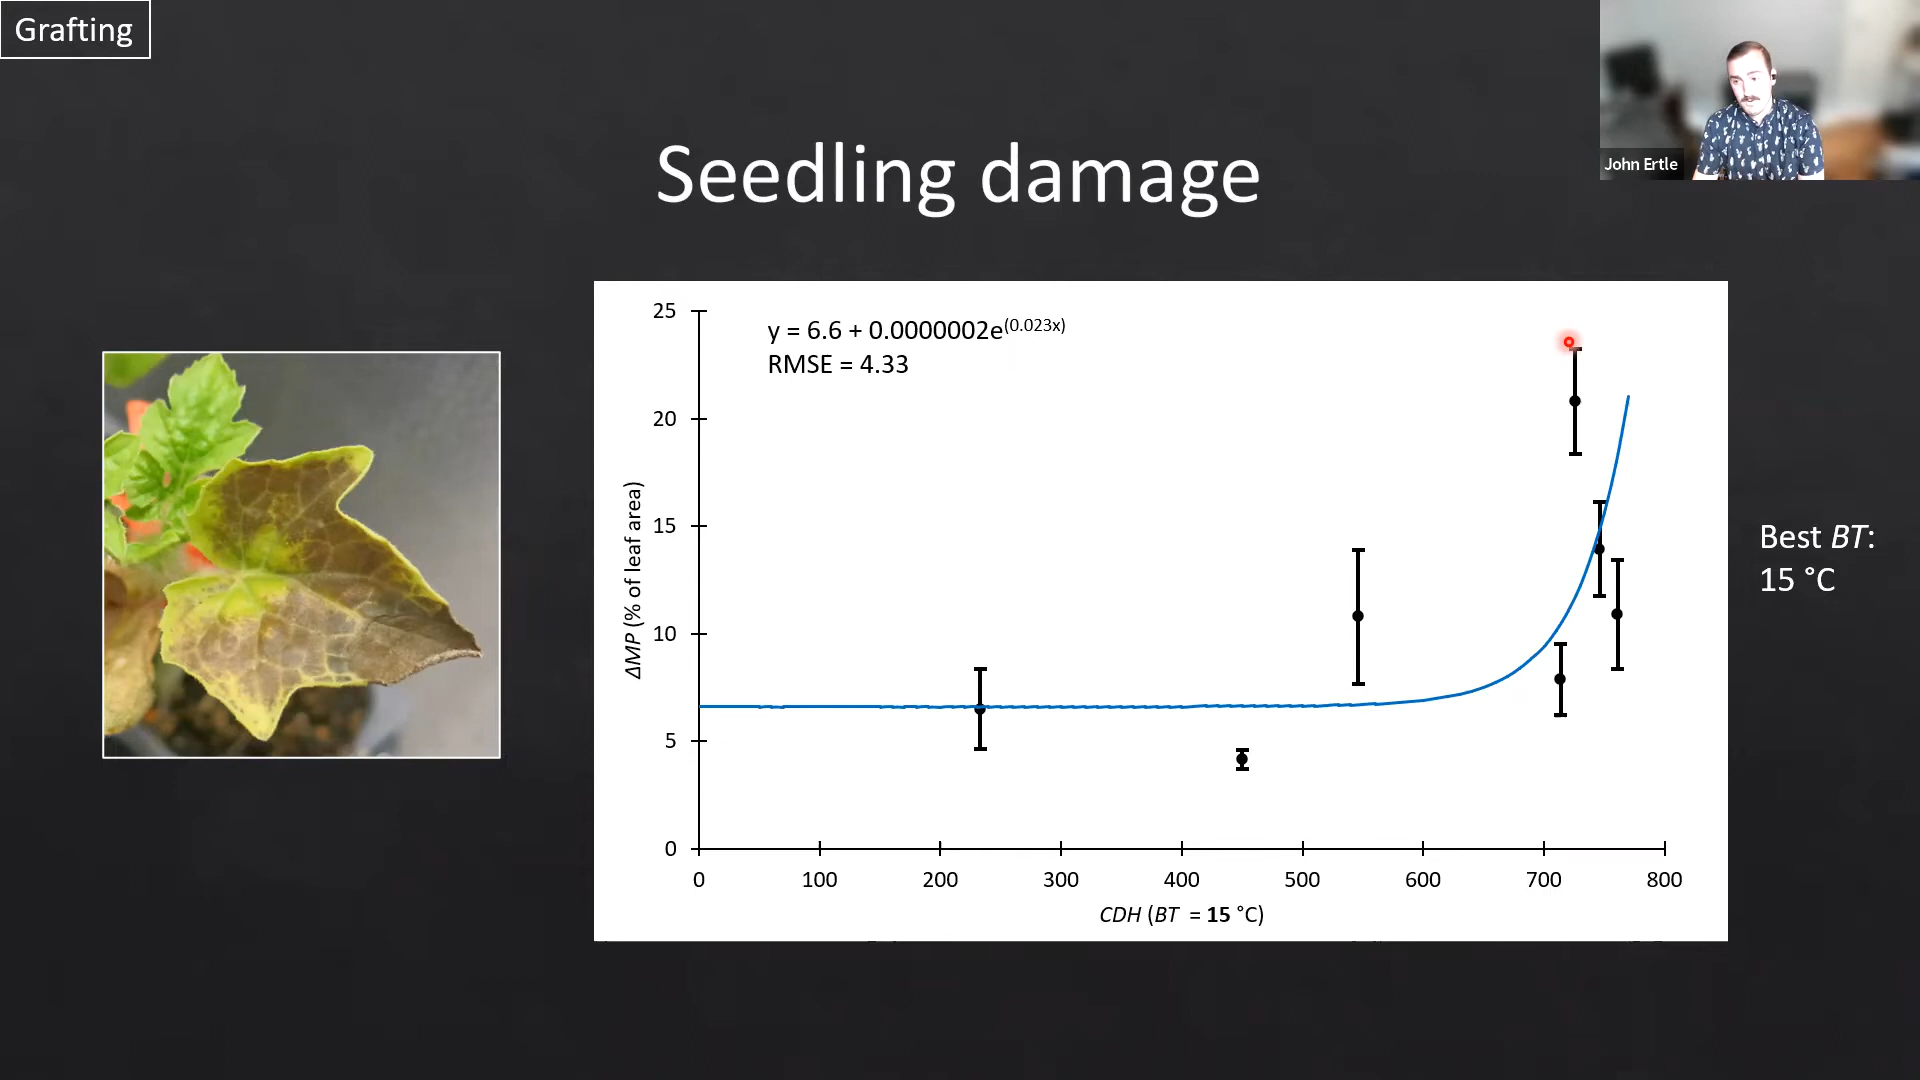 Grafting
John Ertle
Seedling damage
y = 6.6 + 0.0000002e^(0.023x)
RMSE = 4.33
25
20
15
10
5
0
ΔMP (% of leaf area)
0 100 200 300 400 500 600 700 800
CDH (BT = 15 °C)
Best BT:
15 °C